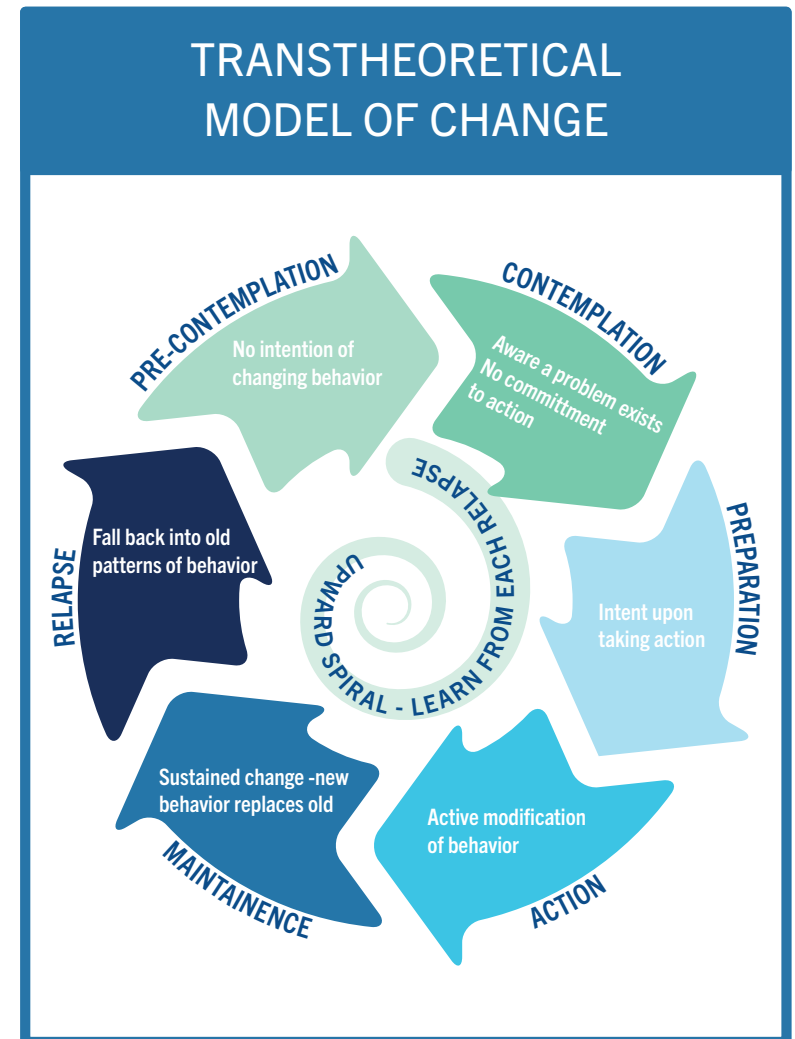 TRANSTHEORETICAL
MODEL OF CHANGE
PRE-CONTEMPLATION
No intention of
changing behavior
CONTEMPLATION
Aware a problem exists
No committment
to action
PREPARATION
Intent upon
taking action
ACTION
Active modification
of behavior
MAINTAINENCE
Sustained change -new
behavior replaces old
RELAPSE
Fall back into old
patterns of behavior
UPWARD SPIRAL - LEARN FROM EACH RELAPSE